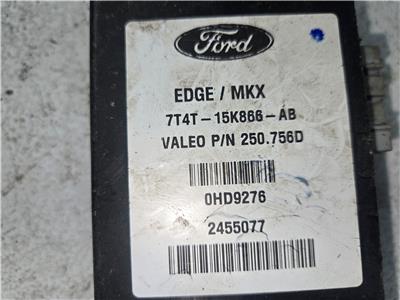 Ford
EDGE / MKX
7T4T-15K866-AB
VALEO P/N 250.756D
0HD9276
2455077